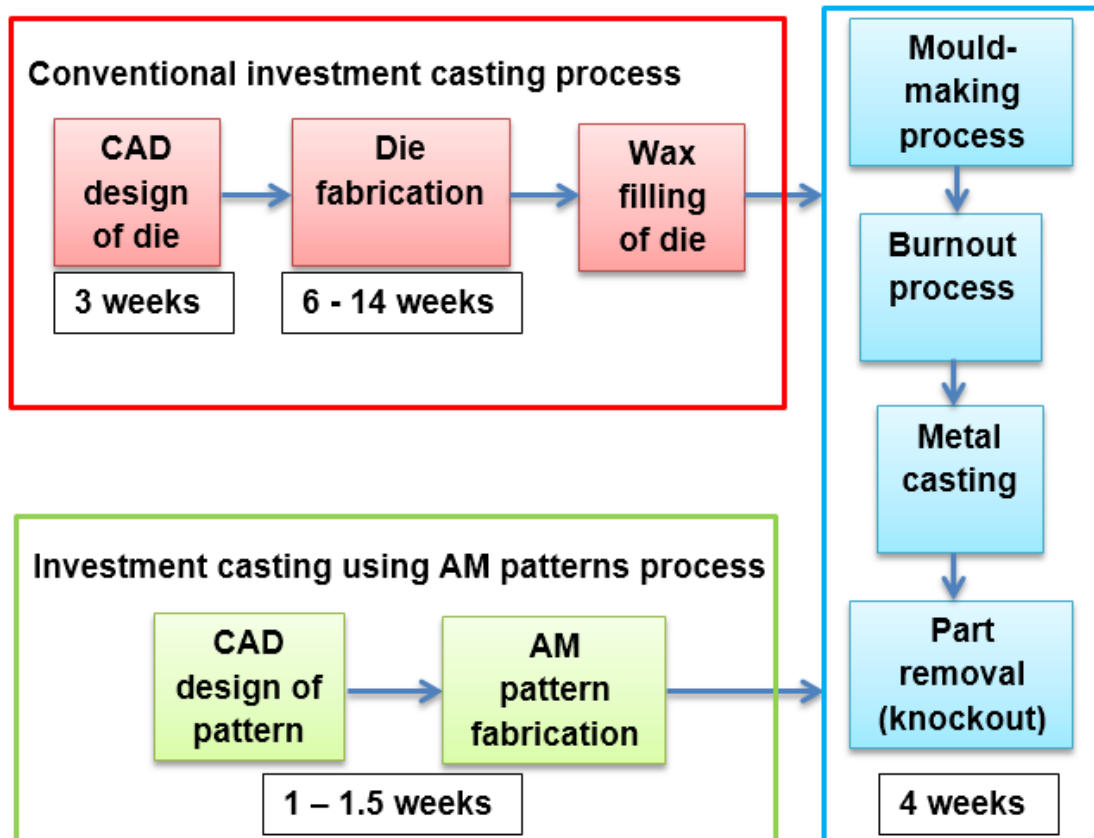 Conventional investment casting process
CAD
design
of die
Die
fabrication
Wax
filling
of die
3 weeks
6 - 14 weeks
Investment casting using AM patterns process
CAD
design of
pattern
AM
pattern
fabrication
1 – 1.5 weeks
Mould-
making
process
Burnout
process
Metal
casting
Part
removal
(knockout)
4 weeks